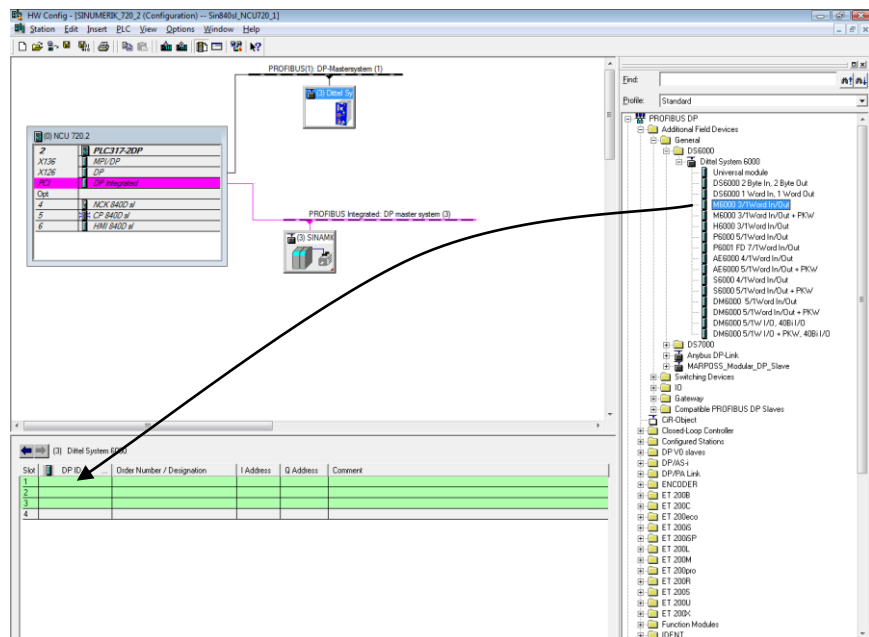 HW Config - [SINUMERIK_720_2 (Configuration) -- Sin840sl_NCU720_1]
Station Edit Insert PLC View Options Window Help
PROFIBUS(1): DP-Mastersystem (1)
(3) Dittel Sy
(0) NCU 720.2
2 PLC317-2DP
X136 MPI/DP
X126 DP
PCI DP integrated
Opt
4 NCK 840D sl
5 CP 840D sl
6 HMI 840D sl
PROFIBUS Integrated: DP master system (3)
(3) SINAMI
(3) Dittel System 6000
Slot DP ID ... Order Number / Designation I Address Q Address Comment
1
2
3
4
Find:
Profile: Standard
PROFIBUS DP
Additional Field Devices
General
DS6000
Dittel System 6000
Universal module
DS6000 2 Byte In, 2 Byte Out
DS6000 1 Word In, 1 Word Out
M6000 3/1Word In/Out
M6000 3/1Word In/Out + PKW
H6000 3/1Word In/Out
P6000 5/1Word In/Out
P6001 FD 7/1Word In/Out
AE6000 4/1Word In/Out
AE6000 5/1Word In/Out + PKW
S6000 4/1Word In/Out
S6000 5/1Word In/Out + PKW
DM6000 5/1Word In/Out
DM6000 5/1Word In/Out + PKW
DM6000 5/1W I/O, 40Bi I/O
DM6000 5/1W I/O + PKW, 40Bi I/O
DS7000
Anybus DP-Link
MARPOSS_Modular_DP_Slave
Switching Devices
IO
Gateway
Compatible PROFIBUS DP Slaves
CiR-Object
Closed-Loop Controller
Configured Stations
DP V0 slaves
DP/AS-i
DP/PA Link
ENCODER
ET 200B
ET 200C
ET 200eco
ET 200iS
ET 200iSP
ET 200L
ET 200M
ET 200pro
ET 200R
ET 200S
ET 200U
ET 200X
Function Modules
IDENT